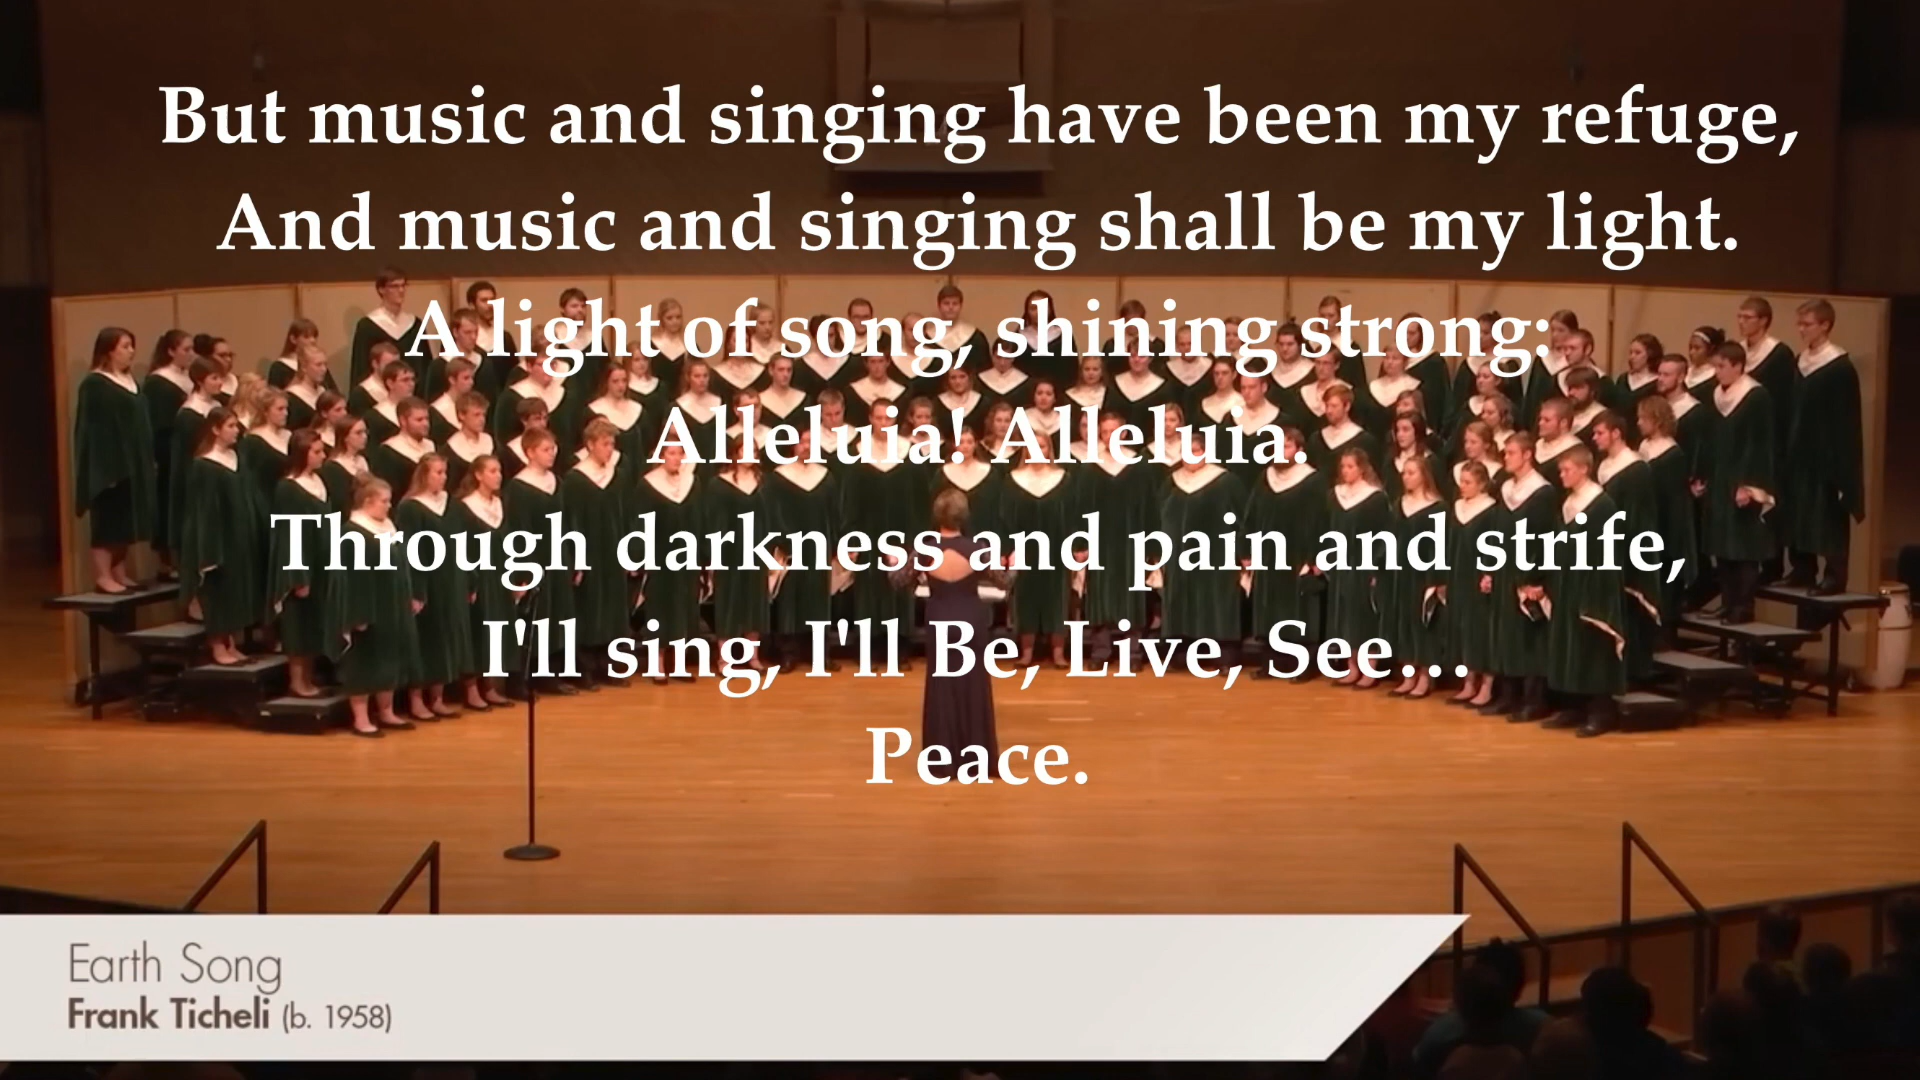 But music and singing have been my refuge,
And music and singing shall be my light.
A light of song, shining strong:
Alleluia! Alleluia.
Through darkness and pain and strife,
I'll sing, I'll Be, Live, See…
Peace.
Earth Song
Frank Ticheli (b. 1958)